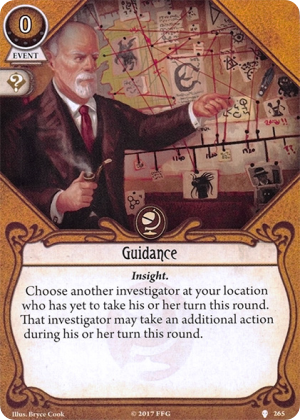 0
EVENT
Guidance
Insight.
Choose another investigator at your location
who has yet to take his or her turn this round.
That investigator may take an additional action
during his or her turn this round.
Illus. Bryce Cook
© 2017 FFG
265